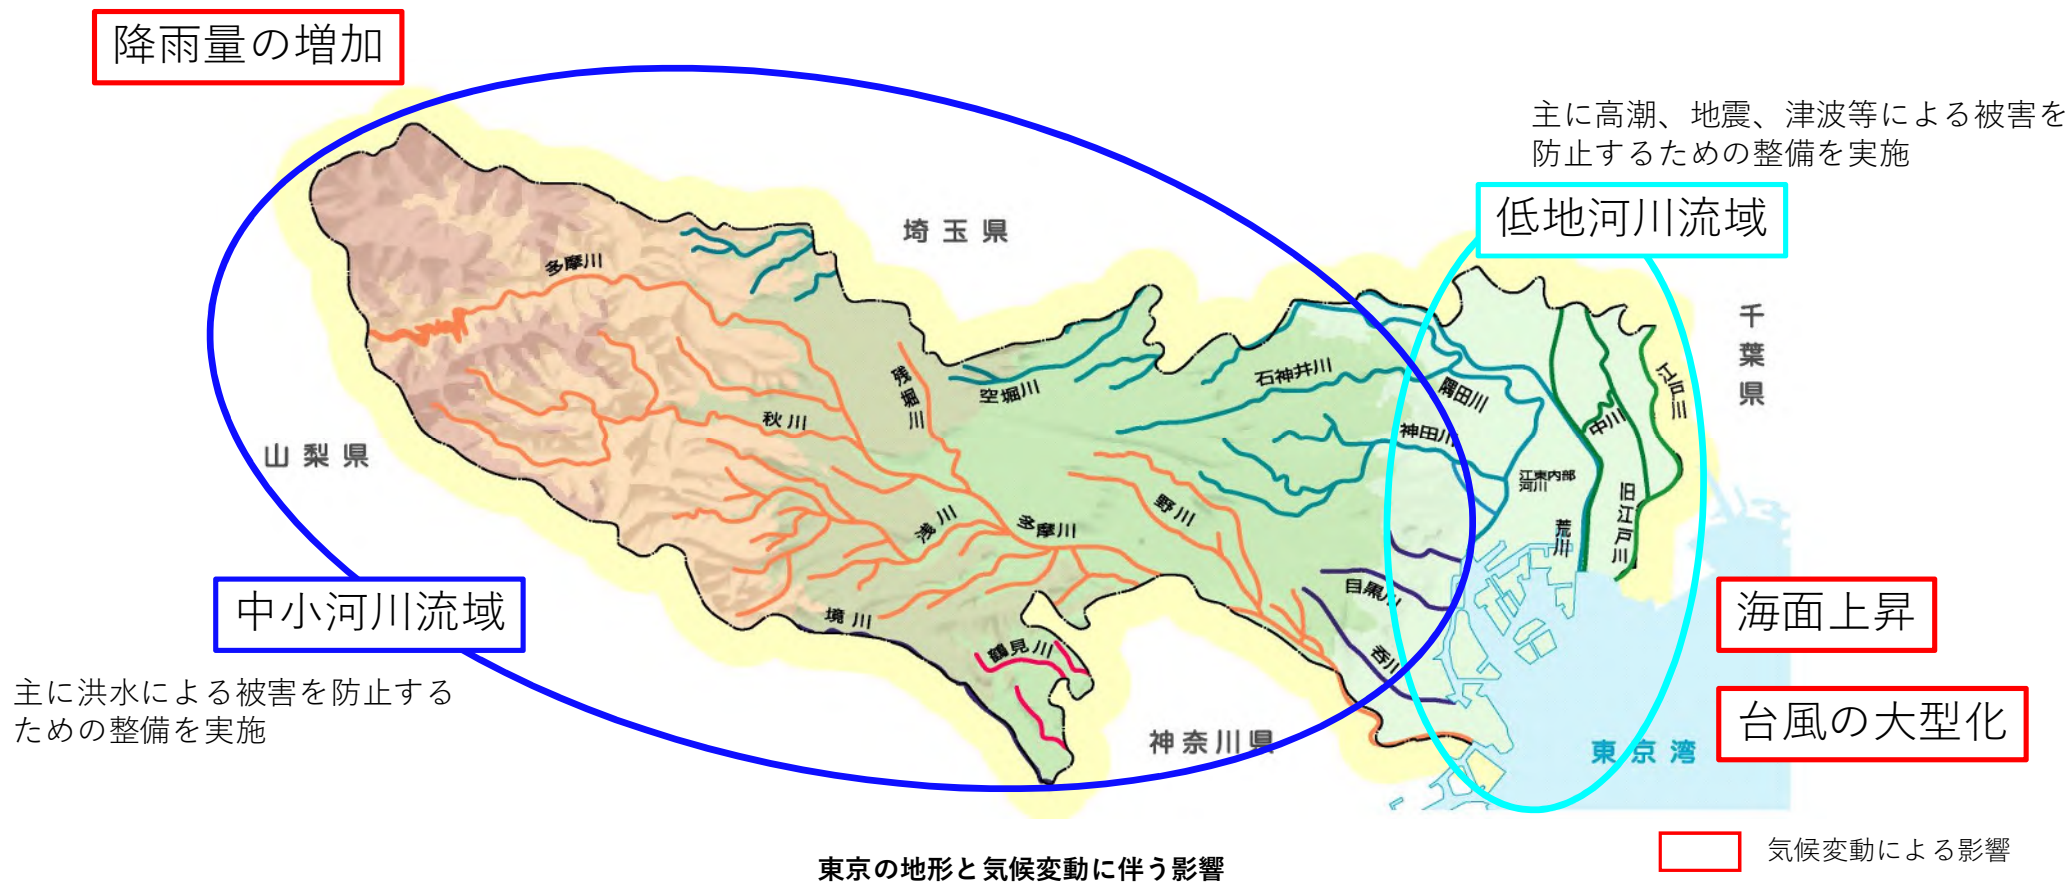 降雨量の増加
主に高潮、地震、津波等による被害を
防止するための整備を実施
低地河川流域
埼玉県
多摩川
千葉県
残堀川
空堀川
石神井川
隅田川
江戸川
秋川
神田川
中川
山梨県
江東内部
河川
旧江戸川
荒川
野川
浅川
多摩川
目黒川
中小河川流域
境川
海面上昇
鶴見川
呑川
主に洪水による被害を防止する
ための整備を実施
神奈川県
東京湾
台風の大型化
気候変動による影響
東京の地形と気候変動に伴う影響